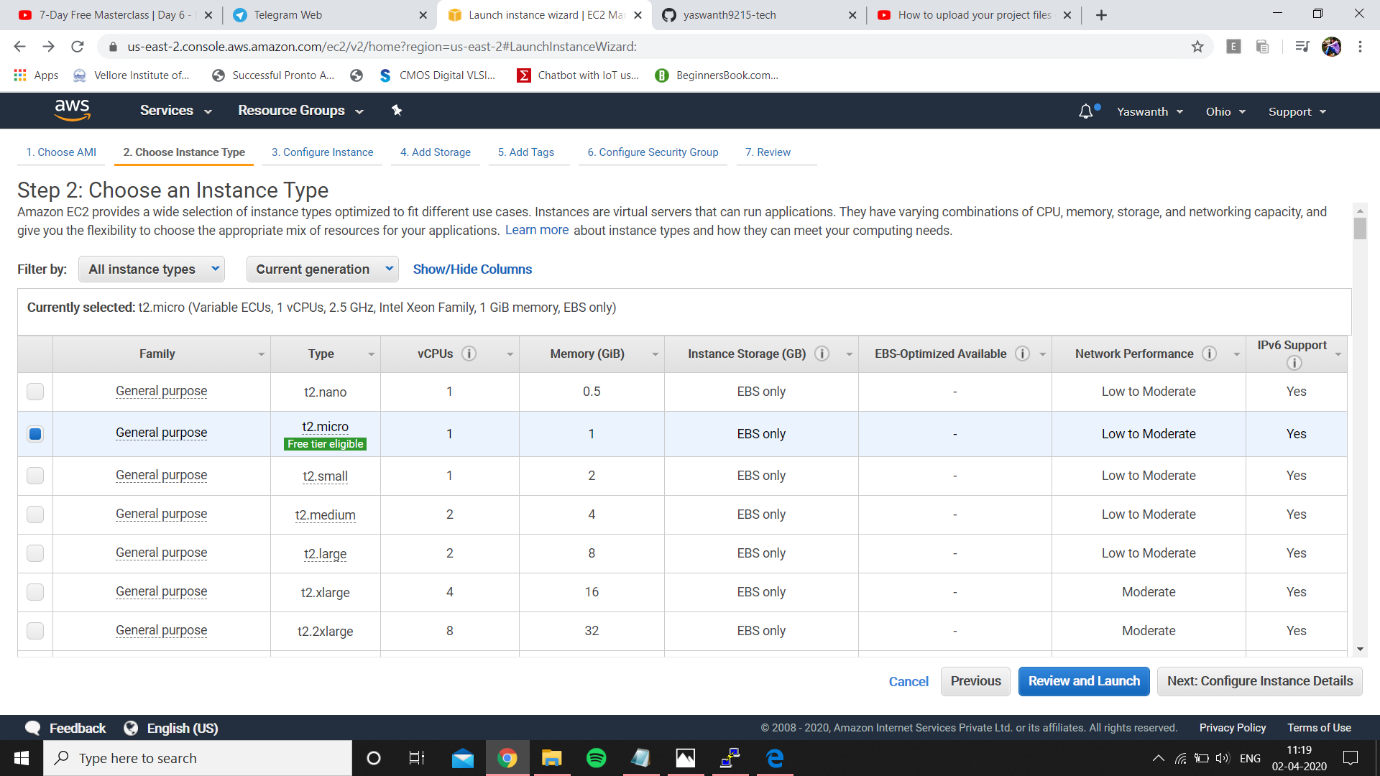 7-Day Free Masterclass | Day 6 -
Telegram Web
Launch instance wizard | EC2 Ma
yaswanth9215-tech
How to upload your project files
us-east-2.console.aws.amazon.com/ec2/v2/home?region=us-east-2#LaunchInstanceWizard:
Apps
Vellore Institute of...
Successful Pronto A...
CMOS Digital VLSI...
Chatbot with IoT us...
BeginnersBook.com...
aws
Services
Resource Groups
Yaswanth
Ohio
Support
1. Choose AMI
2. Choose Instance Type
3. Configure Instance
4. Add Storage
5. Add Tags
6. Configure Security Group
7. Review
Step 2: Choose an Instance Type
Amazon EC2 provides a wide selection of instance types optimized to fit different use cases. Instances are virtual servers that can run applications. They have varying combinations of CPU, memory, storage, and networking capacity, and
give you the flexibility to choose the appropriate mix of resources for your applications. Learn more about instance types and how they can meet your computing needs.
Filter by: All instance types Current generation Show/Hide Columns
Currently selected: t2.micro (Variable ECUs, 1 vCPUs, 2.5 GHz, Intel Xeon Family, 1 GiB memory, EBS only)
Family Type vCPUs Memory (GiB) Instance Storage (GB) EBS-Optimized Available Network Performance IPv6 Support
General purpose t2.nano 1 0.5 EBS only - Low to Moderate Yes
General purpose t2.micro 1 1 EBS only - Low to Moderate Yes
Free tier eligible
General purpose t2.small 1 2 EBS only - Low to Moderate Yes
General purpose t2.medium 2 4 EBS only - Low to Moderate Yes
General purpose t2.large 2 8 EBS only - Low to Moderate Yes
General purpose t2.xlarge 4 16 EBS only - Moderate Yes
General purpose t2.2xlarge 8 32 EBS only - Moderate Yes
Cancel Previous Review and Launch Next: Configure Instance Details
Feedback English (US) © 2008 - 2020, Amazon Internet Services Private Ltd. or its affiliates. All rights reserved. Privacy Policy Terms of Use
Type here to search
ENG
11:19
02-04-2020